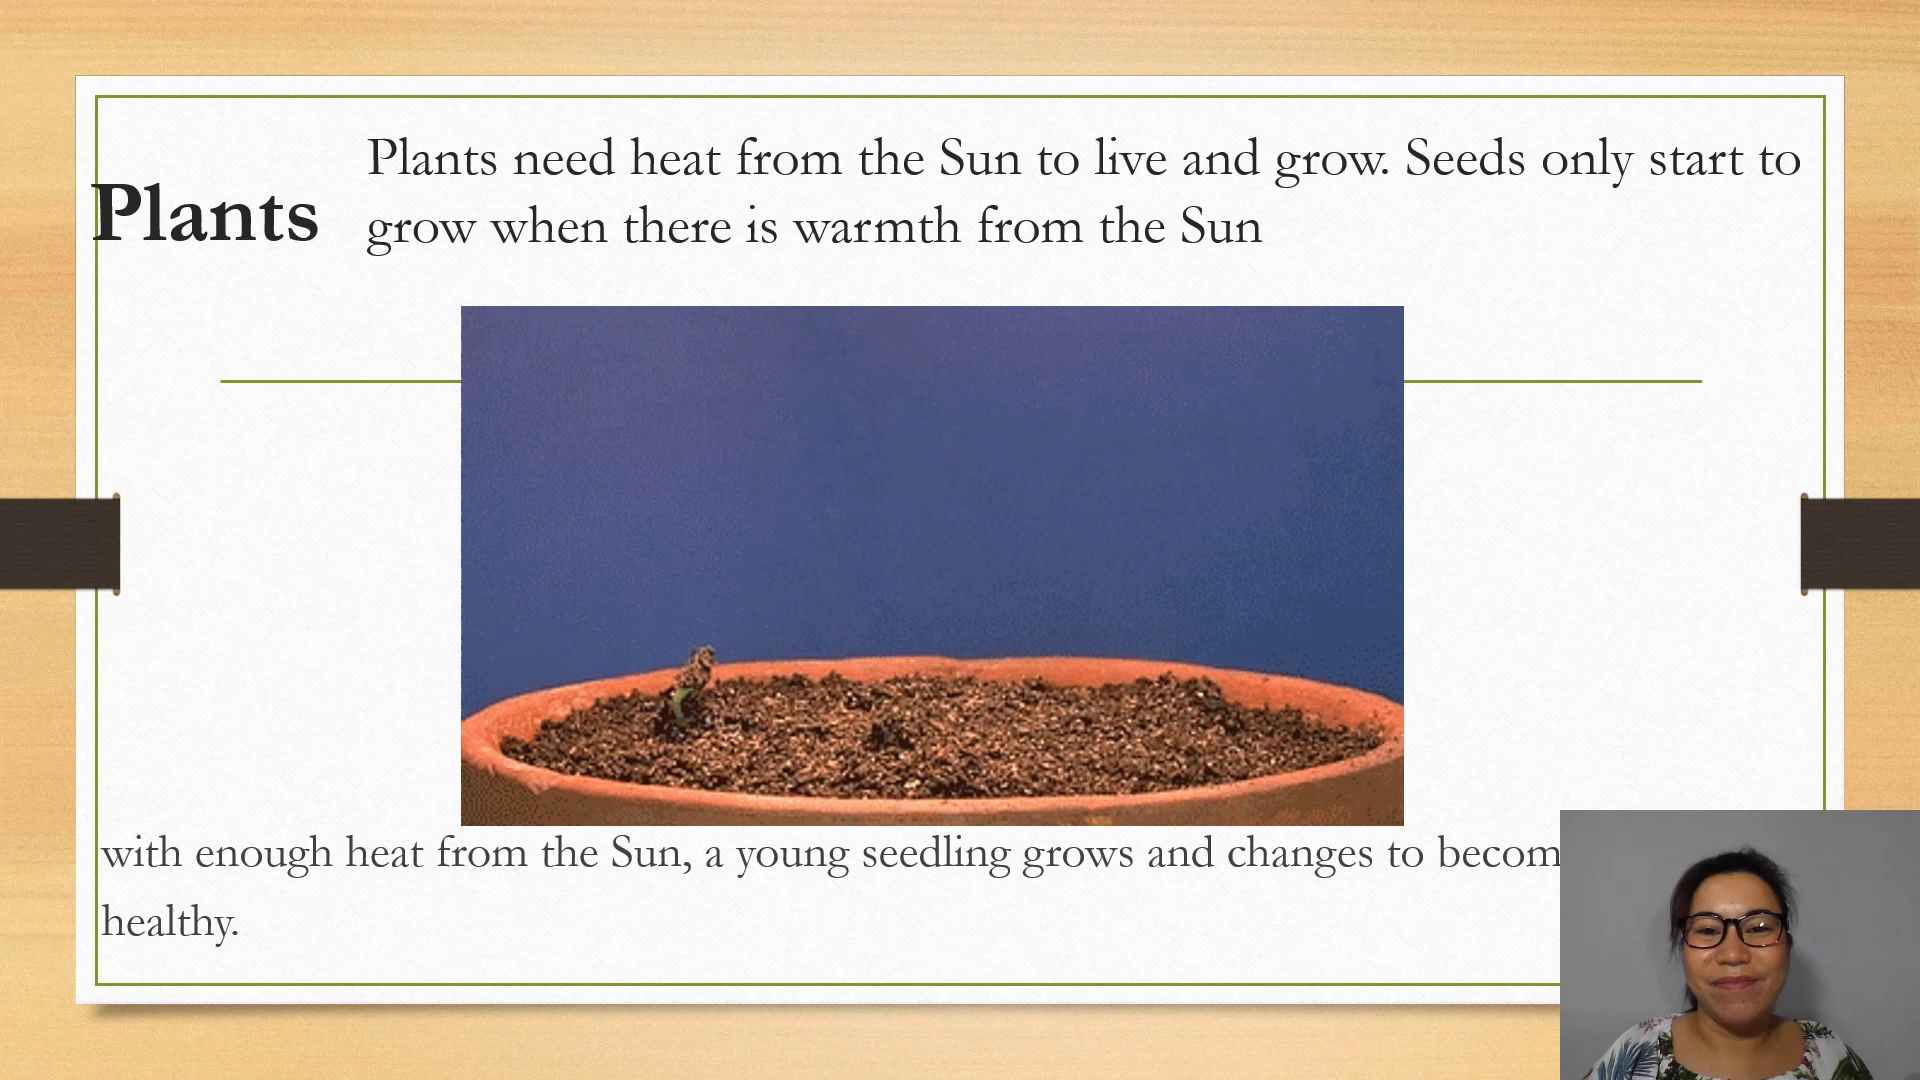 Plants
Plants need heat from the Sun to live and grow. Seeds only start to
grow when there is warmth from the Sun
with enough heat from the Sun, a young seedling grows and changes to becom
healthy.